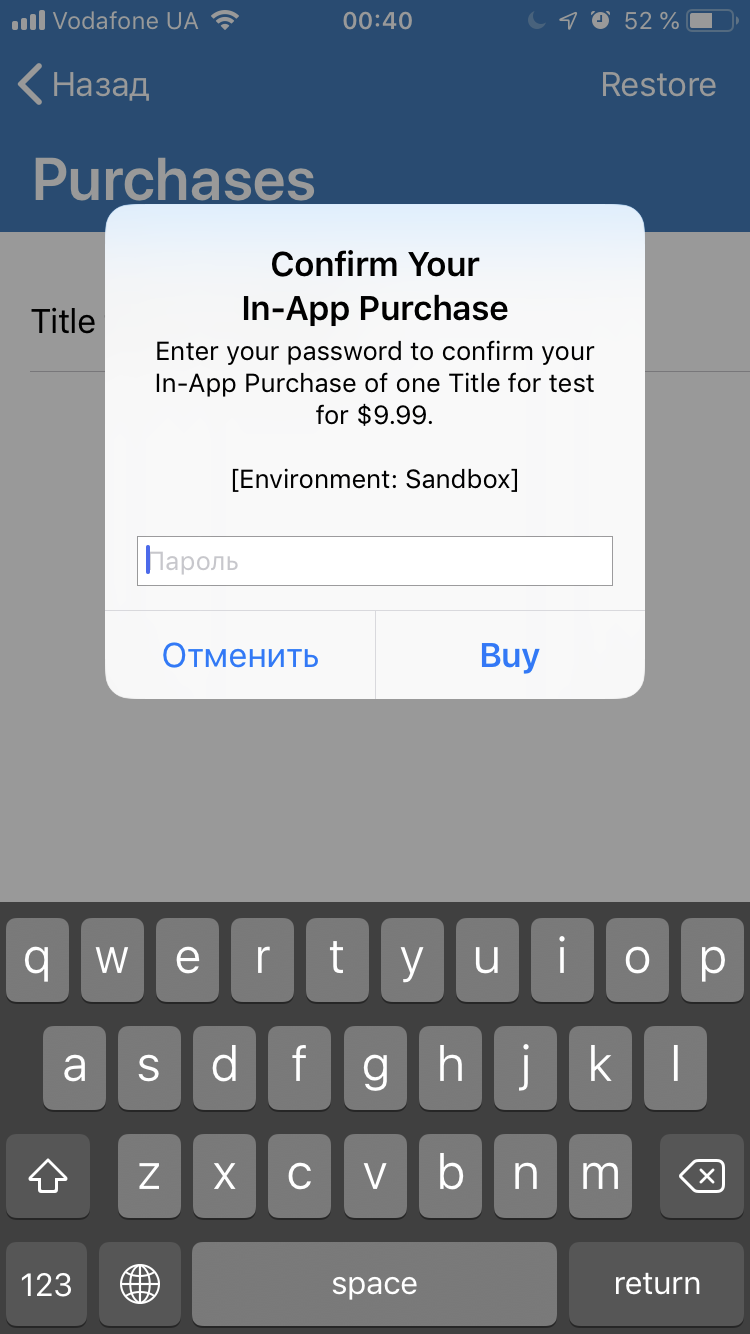 Vodafone UA 00:40 52 %
Назад Restore
Purchases
Title
Confirm Your
In-App Purchase
Enter your password to confirm your
In-App Purchase of one Title for test
for $9.99.
[Environment: Sandbox]
Пароль
Отменить Buy
q w e r t y u i o p
a s d f g h j k l
z x c v b n m
123 space return